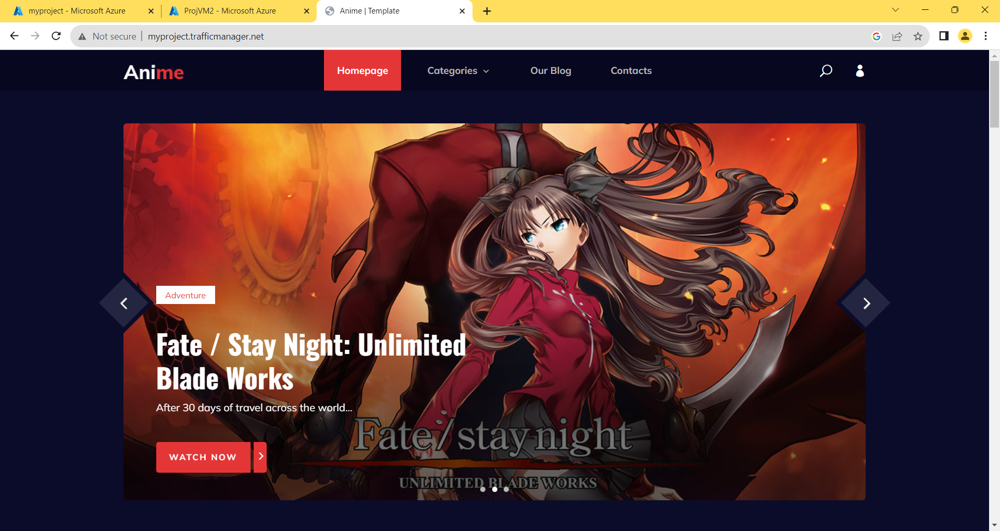 myproject - Microsoft Azure
ProjVM2 - Microsoft Azure
Anime | Template
Not secure
myproject.trafficmanager.net
Anime
Homepage
Categories
Our Blog
Contacts
Adventure
Fate / Stay Night: Unlimited
Blade Works
After 30 days of travel across the world...
Fate/stay night
WATCH NOW
UNLIMITED BLADE WORKS